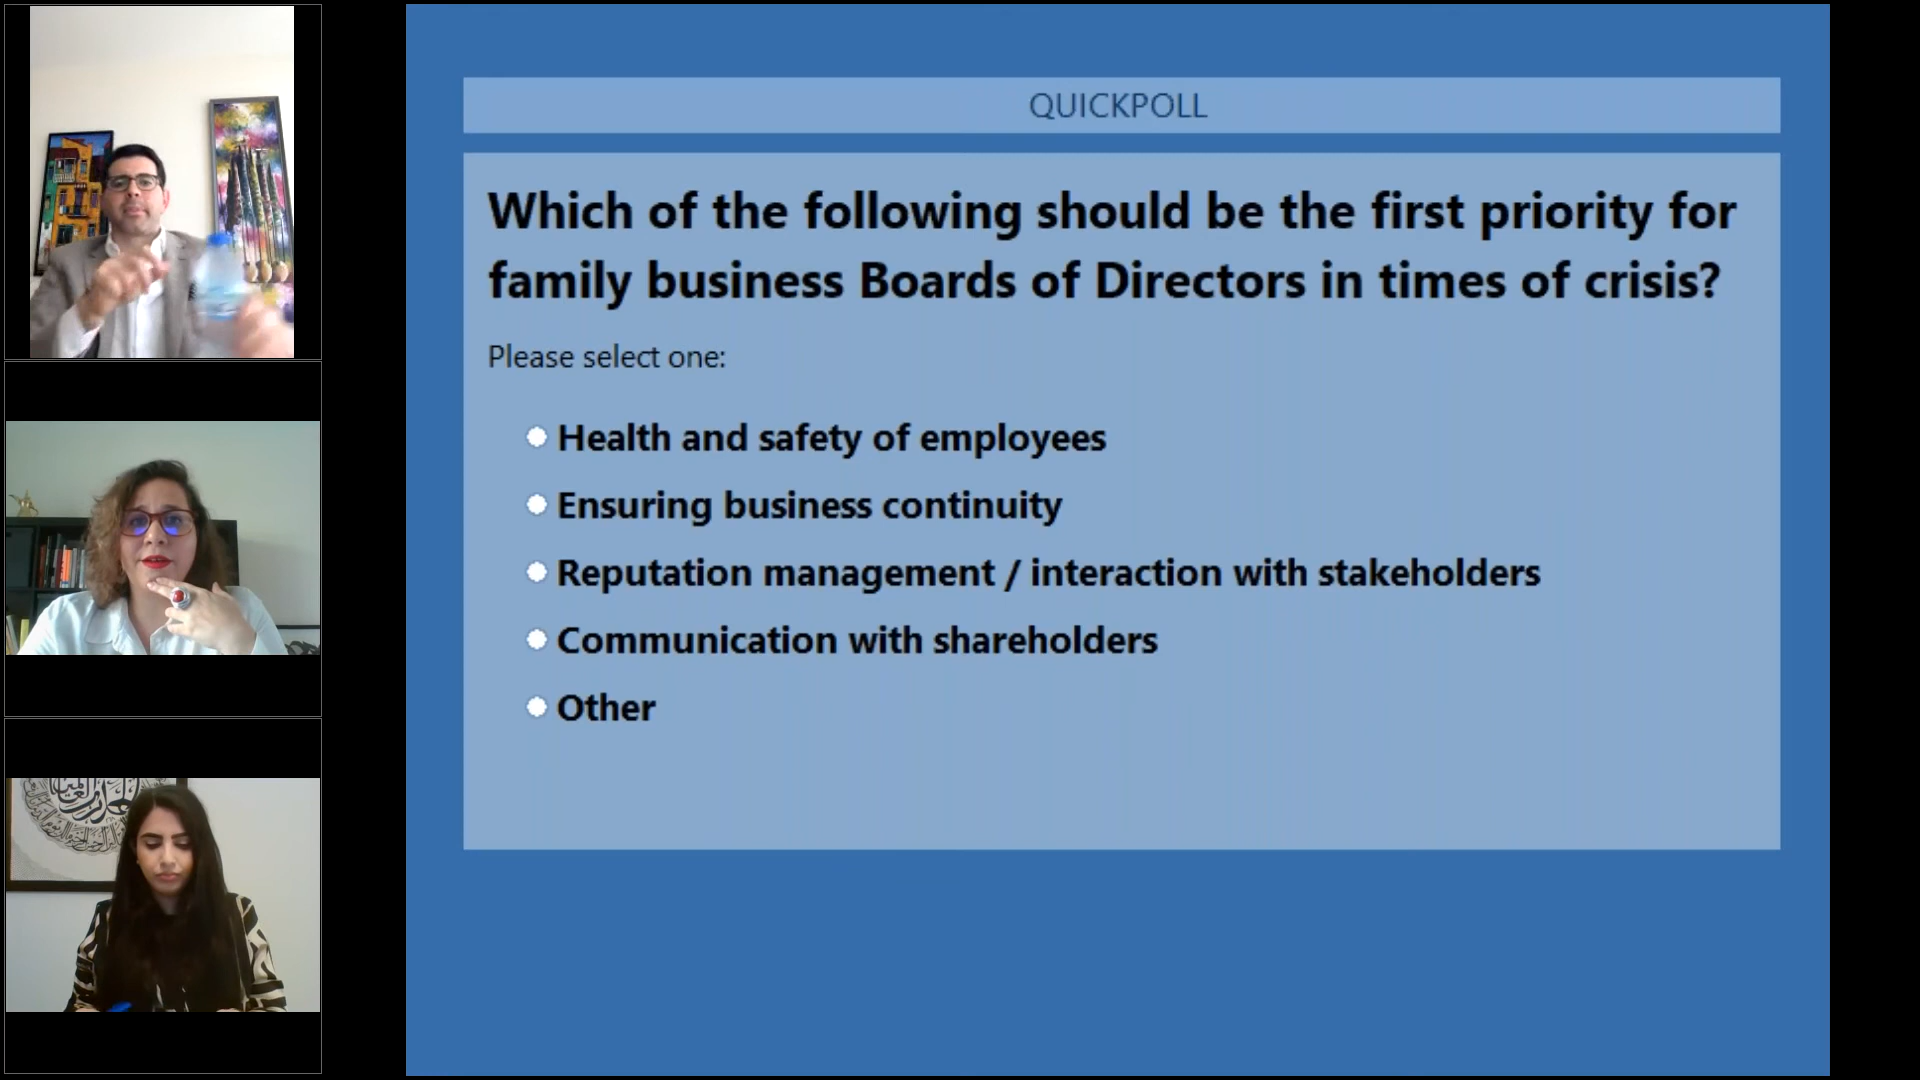 QUICKPOLL
Which of the following should be the first priority for
family business Boards of Directors in times of crisis?
Please select one:
Health and safety of employees
Ensuring business continuity
Reputation management / interaction with stakeholders
Communication with shareholders
Other